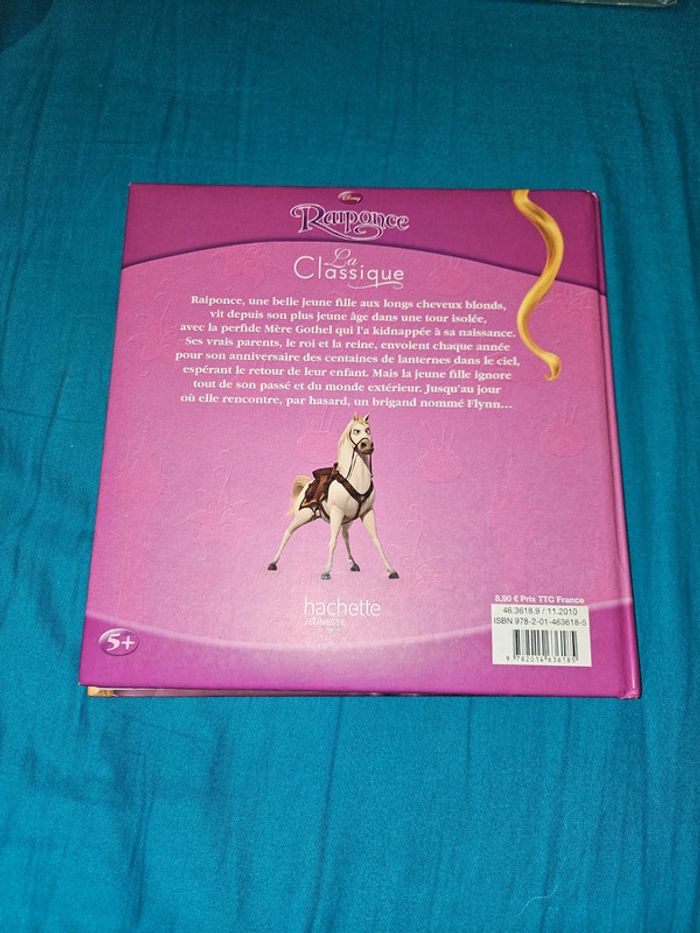 Disney
Raiponce
La
Classique
Raiponce, une belle jeune fille aux longs cheveux blonds,
vit depuis son plus jeune âge dans une tour isolée,
avec la perfide Mère Gothel qui l'a kidnappée à sa naissance.
Ses vrais parents, le roi et la reine, envoient chaque année
pour son anniversaire des centaines de lanternes dans le ciel,
espérant le retour de leur enfant. Mais la jeune fille ignore
tout de son passé et du monde extérieur. Jusqu'au jour
où elle rencontre, par hasard, un brigand nommé Flynn...
hachette
JEUNESSE
5+
8,90 € Prix TTC France
46.3618.9 / 11.2010
ISBN 978-2-01-463618-5
9 782014 636185